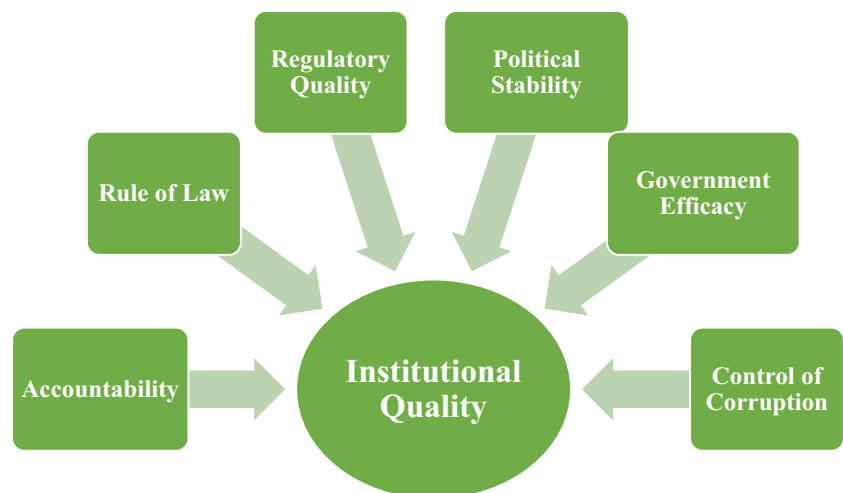 Regulatory
Quality
Political
Stability
Rule of Law
Government
Efficacy
Accountability
Institutional
Quality
Control of
Corruption